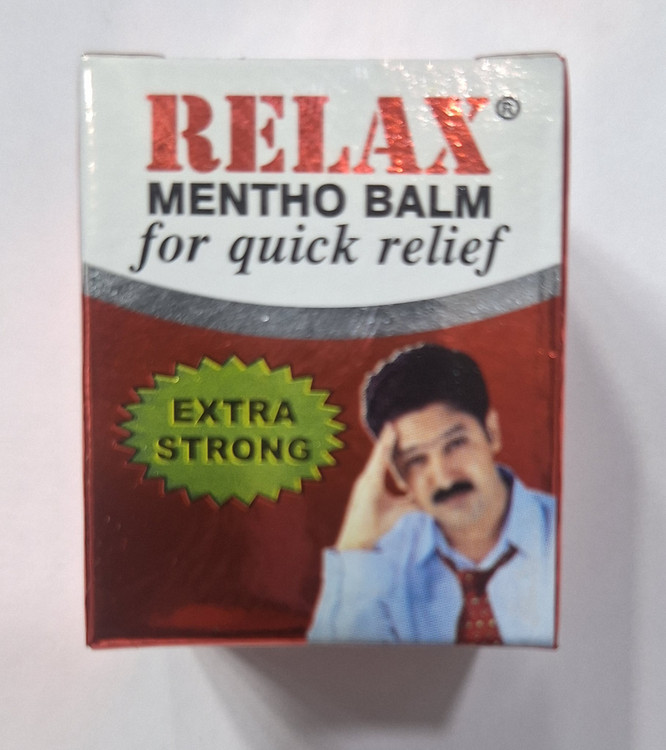 RELAX®
MENTHO BALM
for quick relief
EXTRA
STRONG